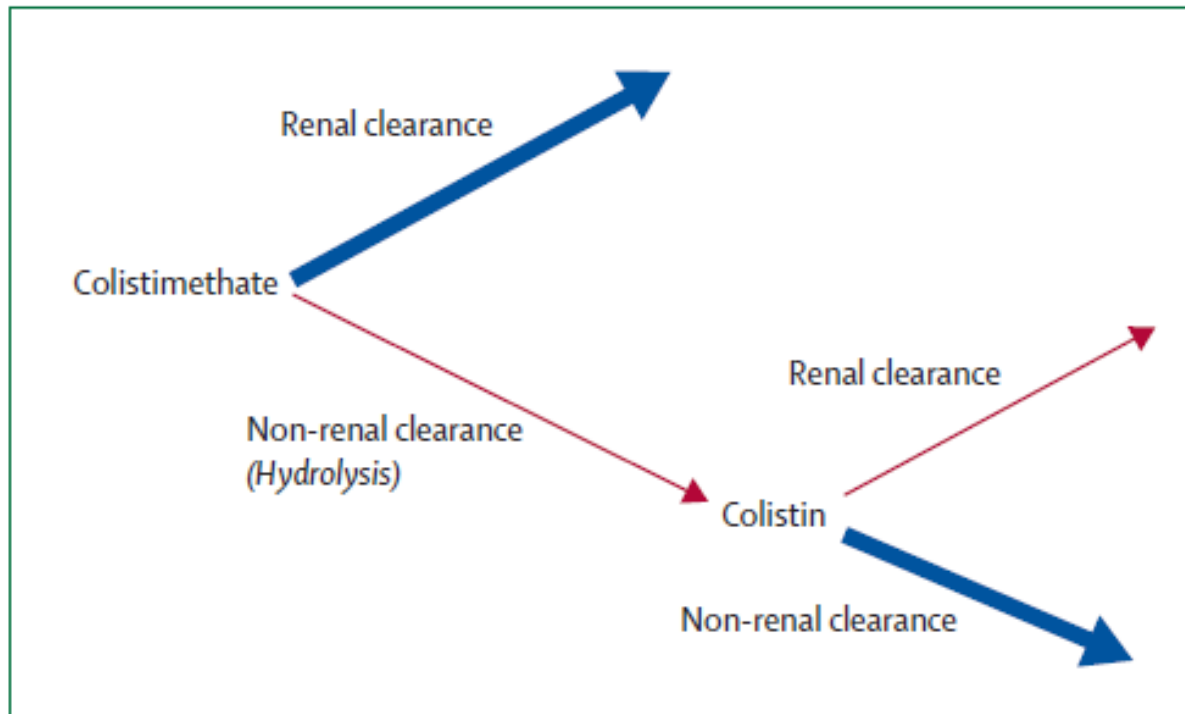 Renal clearance
Colistimethate
Renal clearance
Non-renal clearance
(Hydrolysis)
Colistin
Non-renal clearance